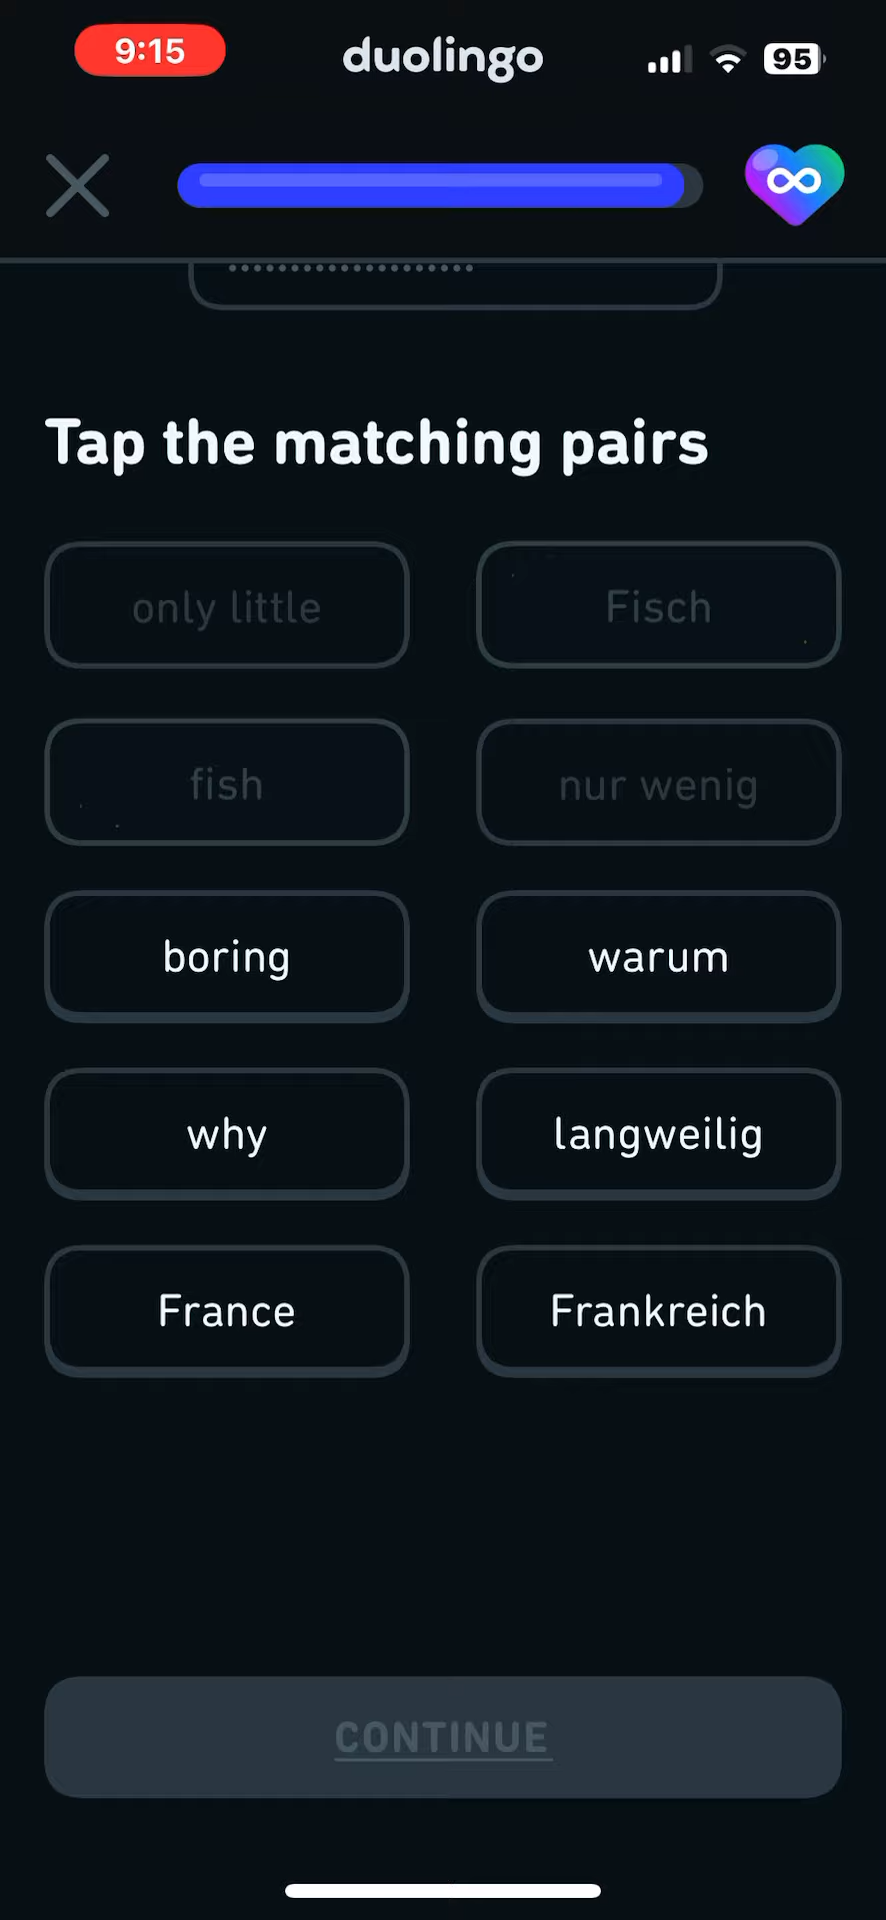 9:15
duolingo
95
Tap the matching pairs
only little
Fisch
fish
nur wenig
boring
warum
why
langweilig
France
Frankreich
CONTINUE